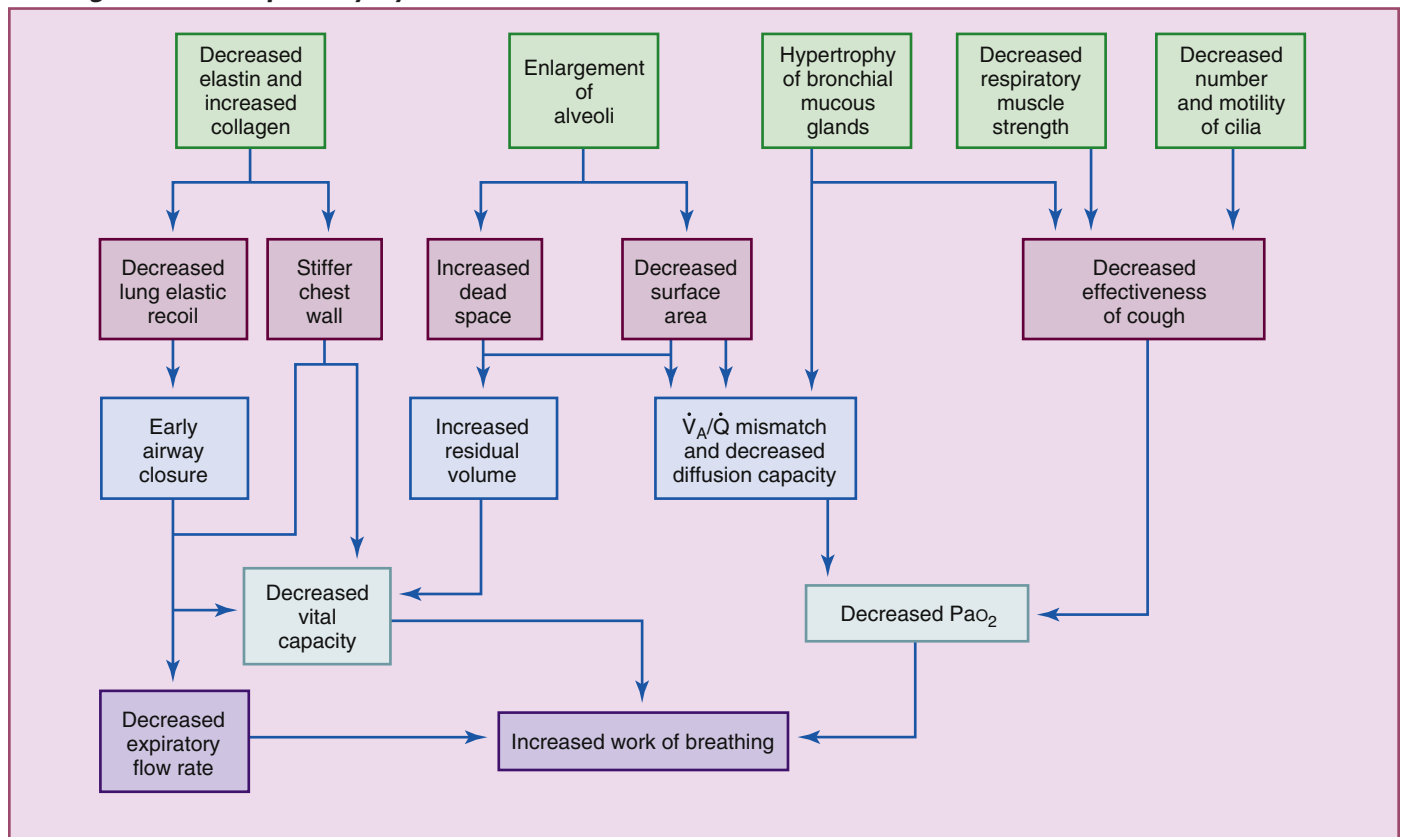 Decreased
elastin and
increased
collagen
Enlargement
of
alveoli
Hypertrophy
of bronchial
mucous
glands
Decreased
respiratory
muscle
strength
Decreased
number
and motility
of cilia
Decreased
lung elastic
recoil
Stiffer
chest
wall
Increased
dead
space
Decreased
surface
area
Decreased
effectiveness
of cough
Early
airway
closure
Increased
residual
volume
V̇A/Q̇ mismatch
and decreased
diffusion capacity
Decreased
vital
capacity
Decreased PaO2
Decreased
expiratory
flow rate
Increased work of breathing